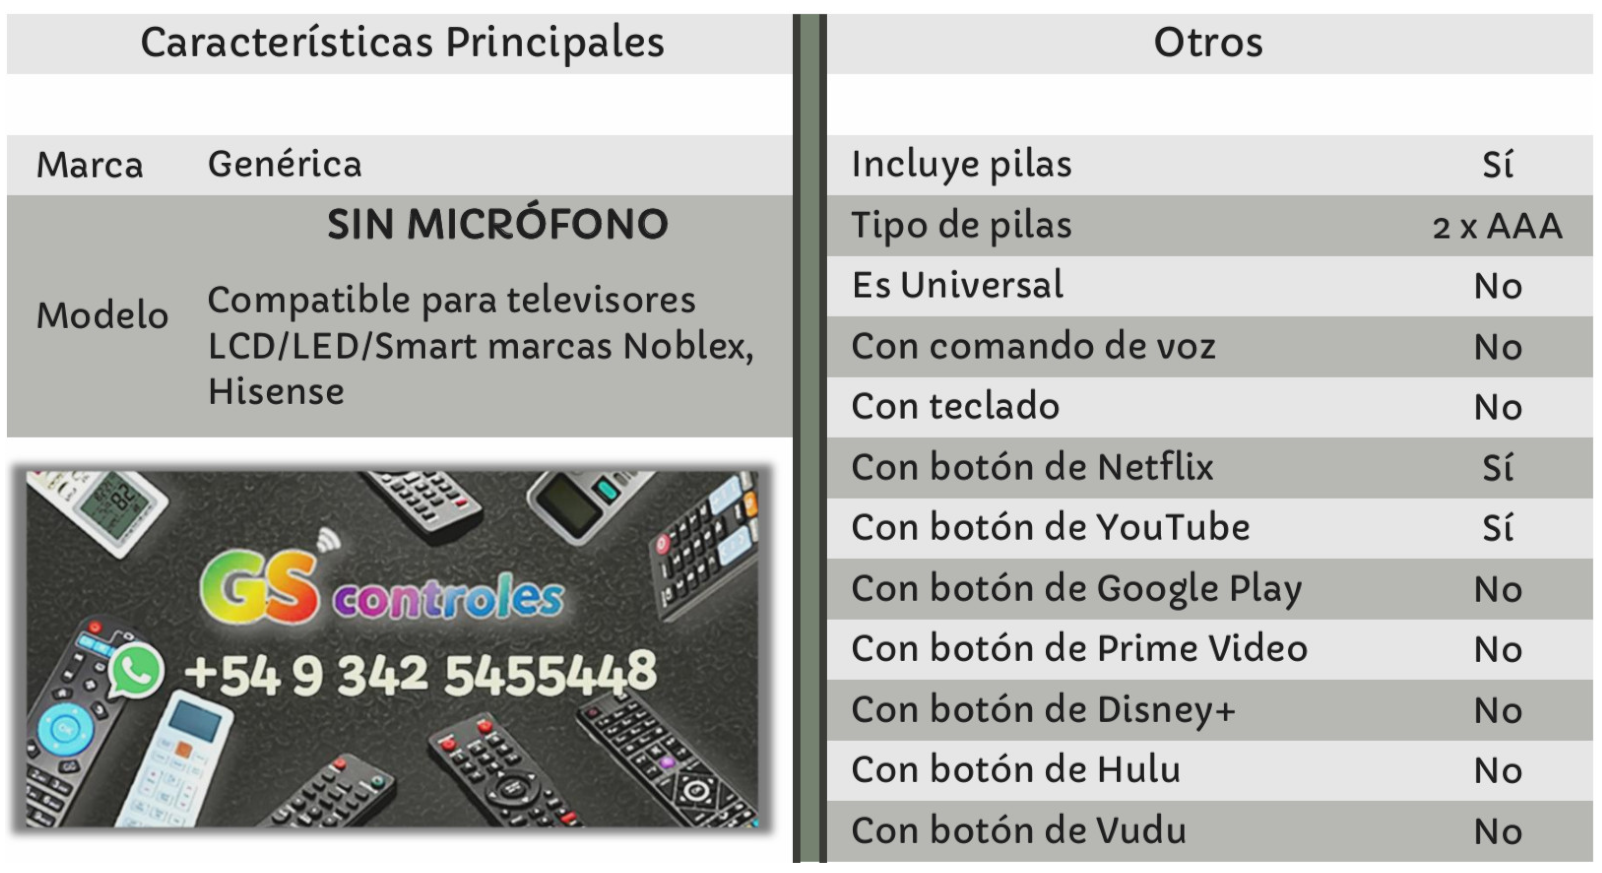 Características Principales
Marca Genérica
Modelo
SIN MICRÓFONO
Compatible para televisores
LCD/LED/Smart marcas Noblex,
Hisense
GS controles
+54 9 342 5455448
Otros
Incluye pilas Sí
Tipo de pilas 2 x AAA
Es Universal No
Con comando de voz No
Con teclado No
Con botón de Netflix Sí
Con botón de YouTube Sí
Con botón de Google Play No
Con botón de Prime Video No
Con botón de Disney+ No
Con botón de Hulu No
Con botón de Vudu No